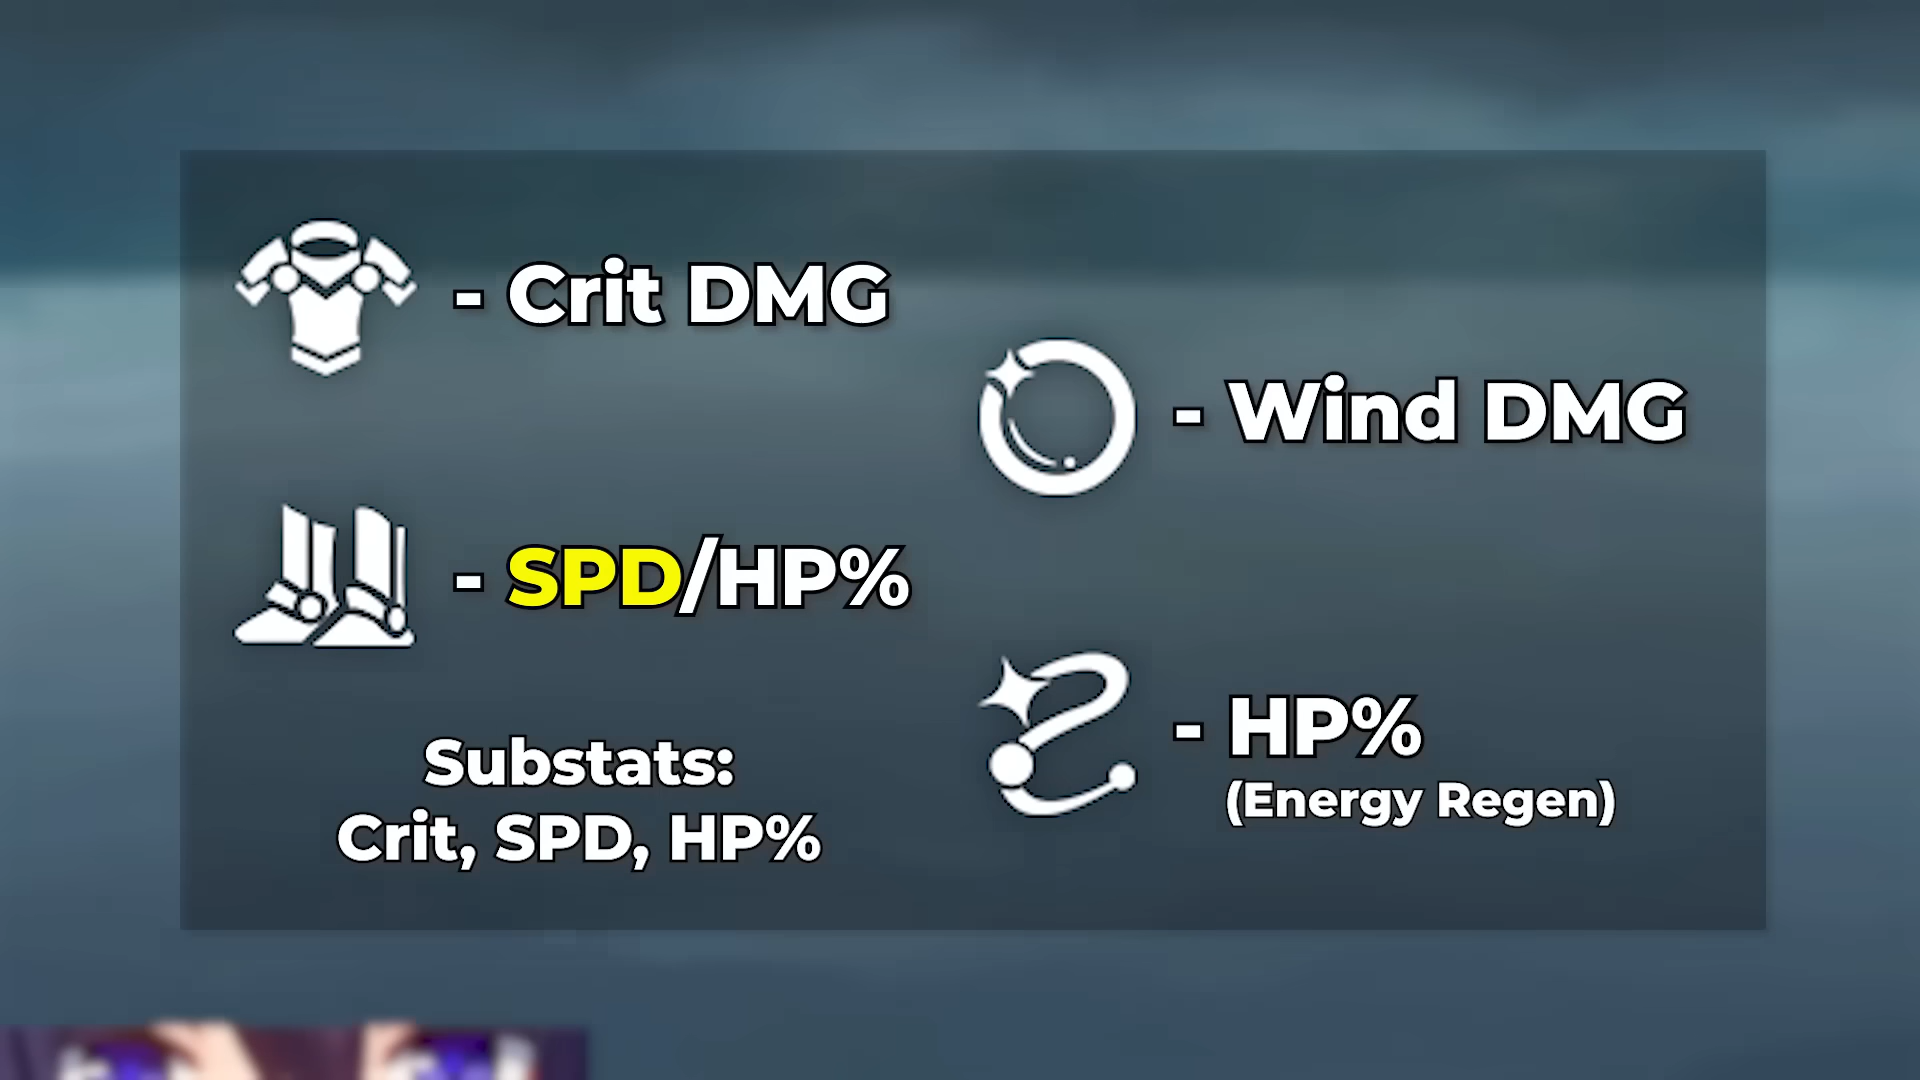 - Crit DMG
- SPD/HP%
Substats:
Crit, SPD, HP%
- Wind DMG
- HP%
(Energy Regen)